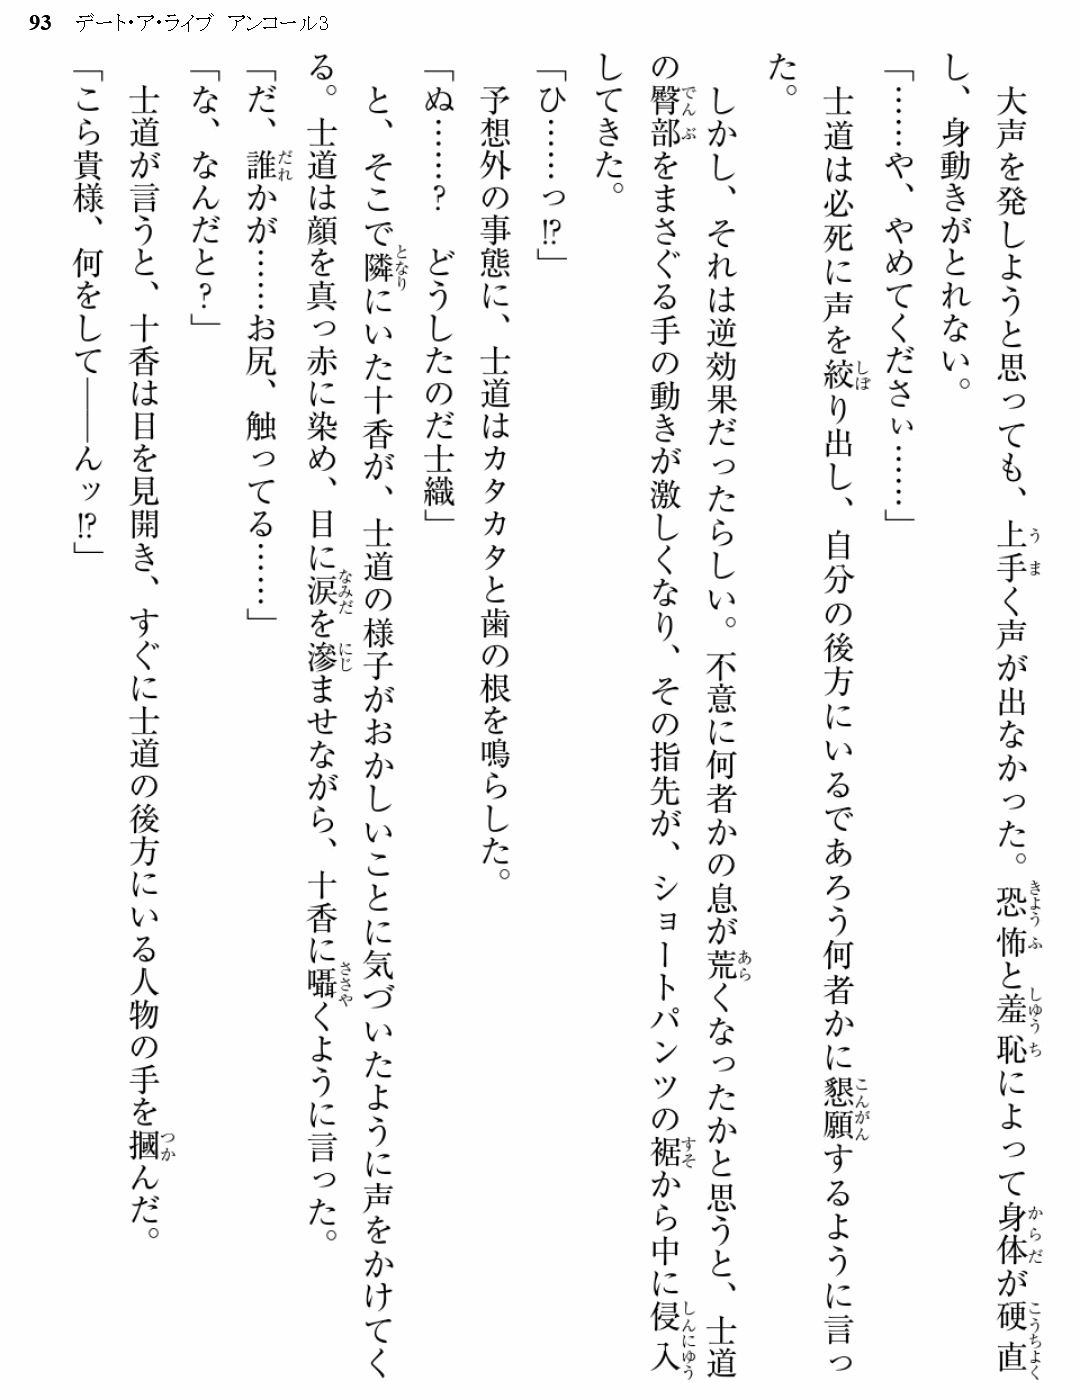 93 デート・ア・ライブ アンコール3
大声を発しようと思っても、上手く声が出なかった。恐怖と羞恥によって身体が硬直
し、身動きがとれない。
「……や、やめてくださぃ……」
士道は必死に声を絞り出し、自分の後方にいるであろう何者かに懇願するように言っ
た。
しかし、それは逆効果だったらしい。不意に何者かの息が荒くなったかと思うと、士道
の臀部をまさぐる手の動きが激しくなり、その指先が、ショートパンツの裾から中に侵入
してきた。
「ひ……っ!?」
予想外の事態に、士道はカタカタと歯の根を鳴らした。
「ぬ……? どうしたのだ士織」
と、そこで隣にいた十香が、士道の様子がおかしいことに気づいたように声をかけてく
る。士道は顔を真っ赤に染め、目に涙を滲ませながら、十香に囁くように言った。
「だ、誰かが……お尻、触ってる……」
「な、なんだと?」
士道が言うと、十香は目を見開き、すぐに士道の後方にいる人物の手を摑んだ。
「こら貴様、何をして――んッ!?」